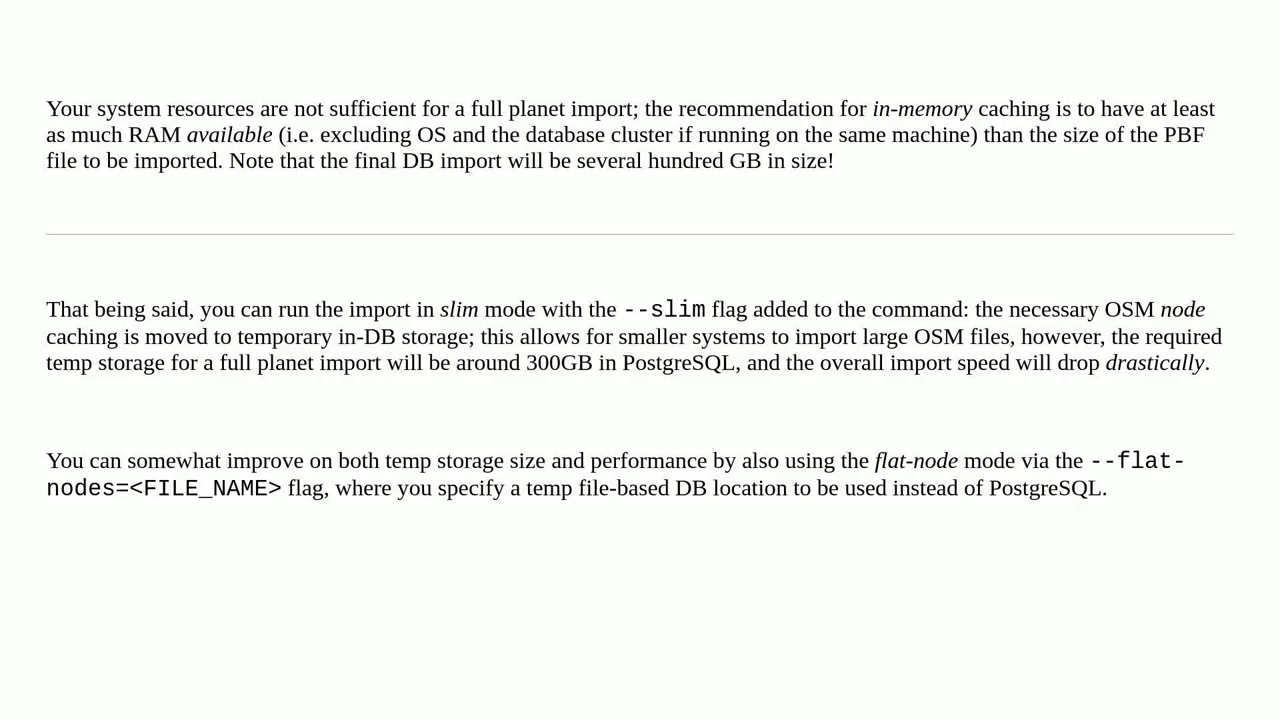 Your system resources are not sufficient for a full planet import; the recommendation for in-memory caching is to have at least
as much RAM available (i.e. excluding OS and the database cluster if running on the same machine) than the size of the PBF
file to be imported. Note that the final DB import will be several hundred GB in size!
That being said, you can run the import in slim mode with the --slim flag added to the command: the necessary OSM node
caching is moved to temporary in-DB storage; this allows for smaller systems to import large OSM files, however, the required
temp storage for a full planet import will be around 300GB in PostgreSQL, and the overall import speed will drop drastically.
You can somewhat improve on both temp storage size and performance by also using the flat-node mode via the --flat-
nodes=<FILE_NAME> flag, where you specify a temp file-based DB location to be used instead of PostgreSQL.